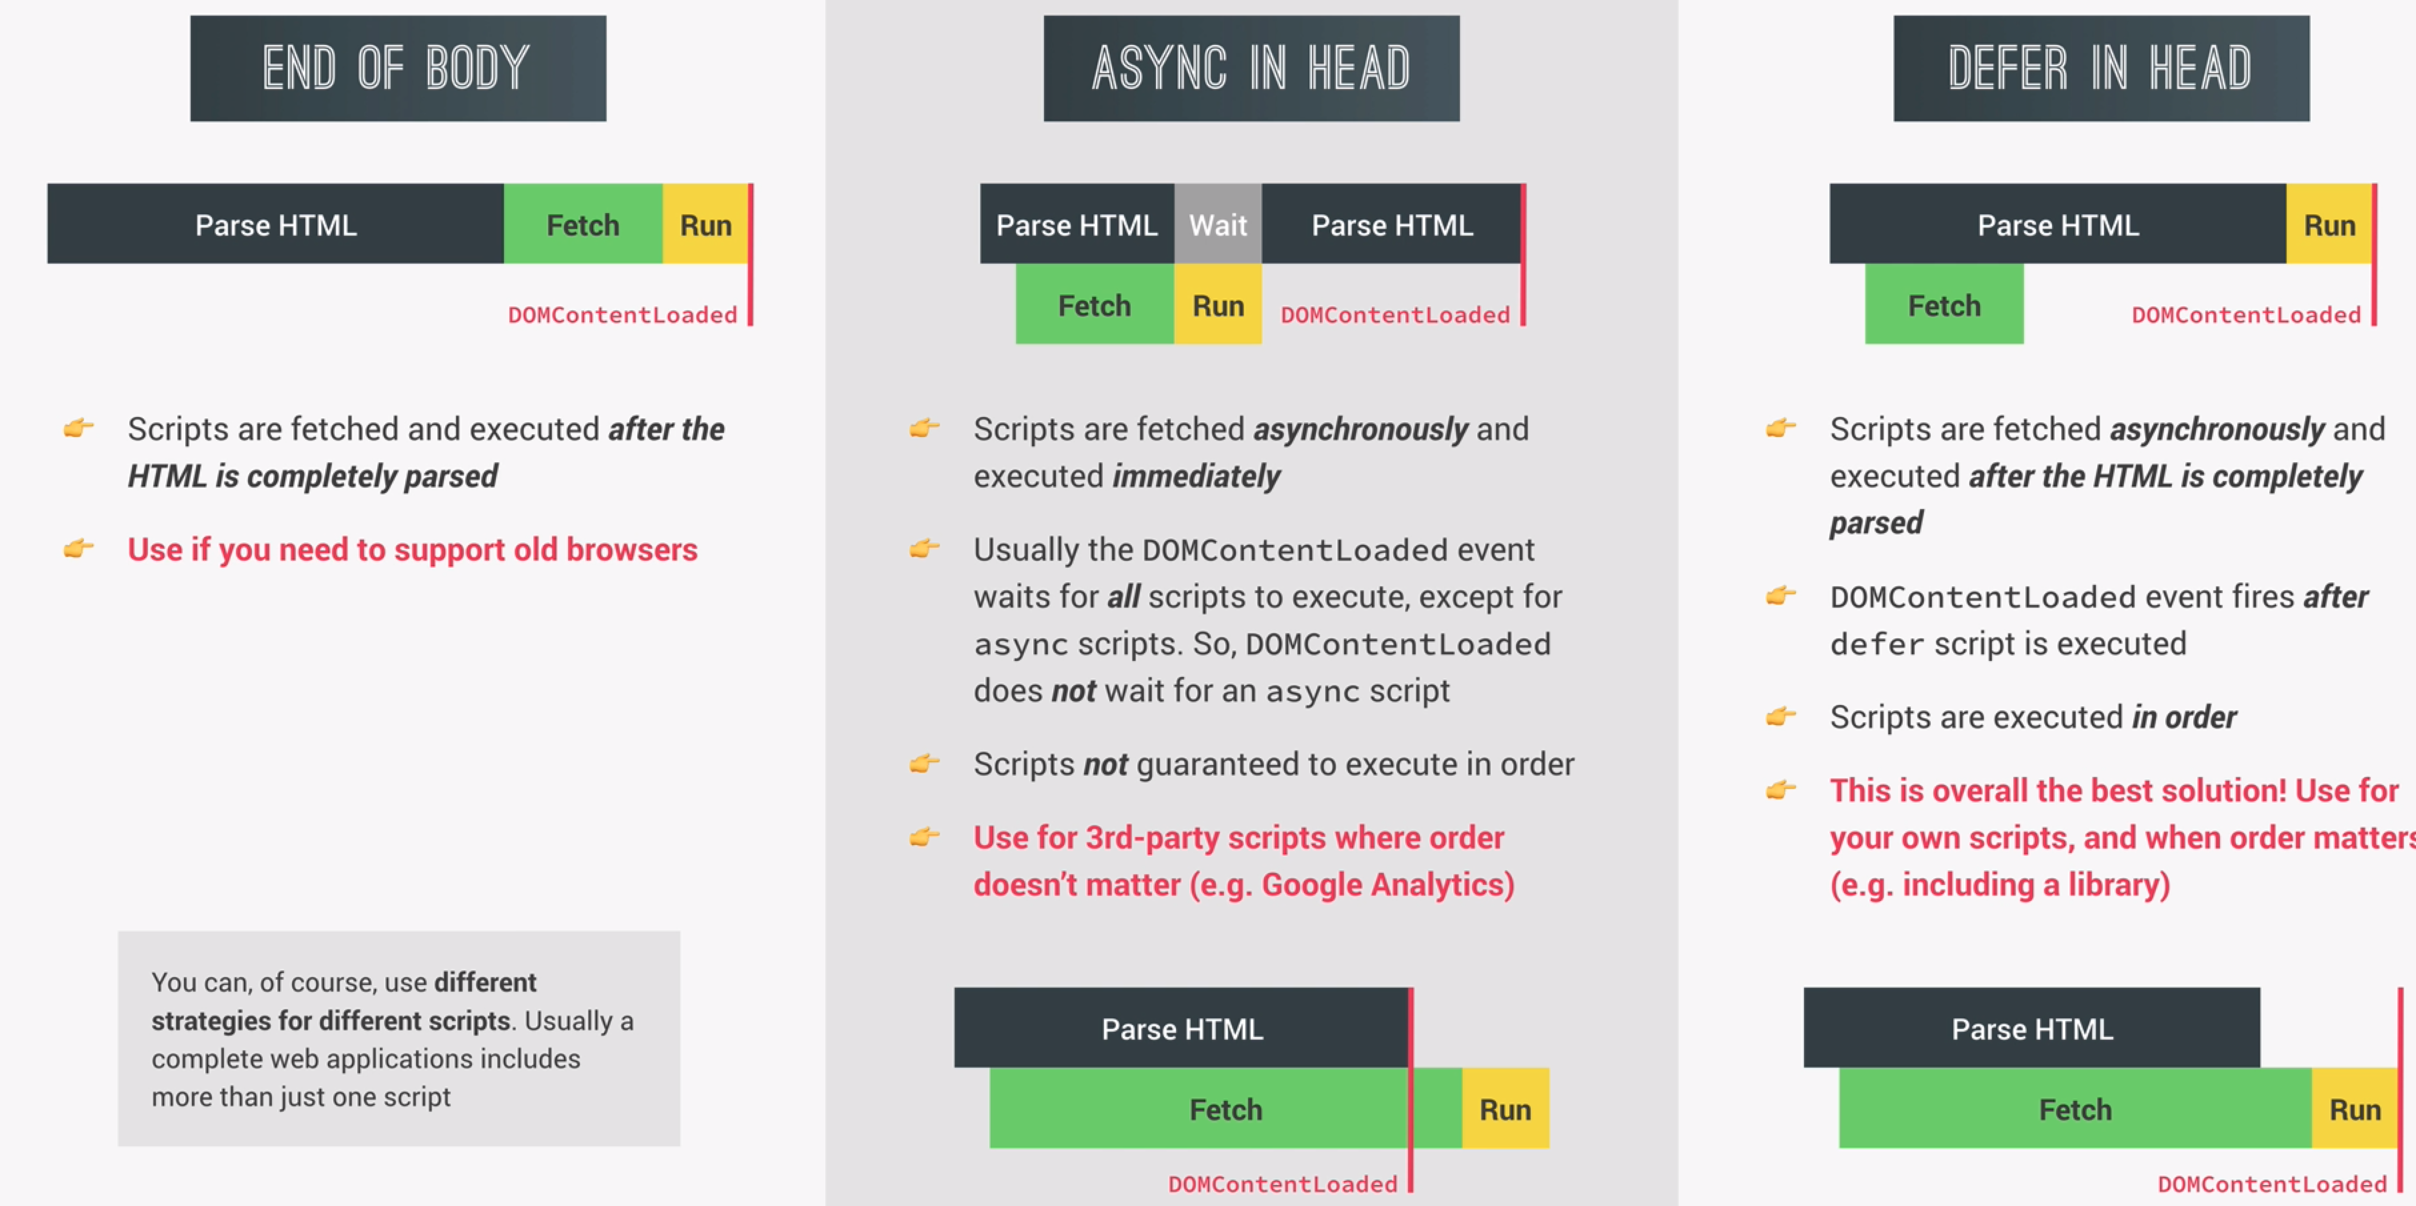 END OF BODY
Parse HTML
Fetch
Run
DOMContentLoaded
Scripts are fetched and executed after the
HTML is completely parsed
Use if you need to support old browsers
You can, of course, use different
strategies for different scripts. Usually a
complete web applications includes
more than just one script
ASYNC IN HEAD
Parse HTML
Wait
Parse HTML
Fetch
Run
DOMContentLoaded
Scripts are fetched asynchronously and
executed immediately
Usually the DOMContentLoaded event
waits for all scripts to execute, except for
async scripts. So, DOMContentLoaded
does not wait for an async script
Scripts not guaranteed to execute in order
Use for 3rd-party scripts where order
doesn’t matter (e.g. Google Analytics)
Parse HTML
Fetch
Run
DOMContentLoaded
DEFER IN HEAD
Parse HTML
Run
Fetch
DOMContentLoaded
Scripts are fetched asynchronously and
executed after the HTML is completely
parsed
DOMContentLoaded event fires after
defer script is executed
Scripts are executed in order
This is overall the best solution! Use for
your own scripts, and when order matters
(e.g. including a library)
Parse HTML
Fetch
Run
DOMContentLoaded